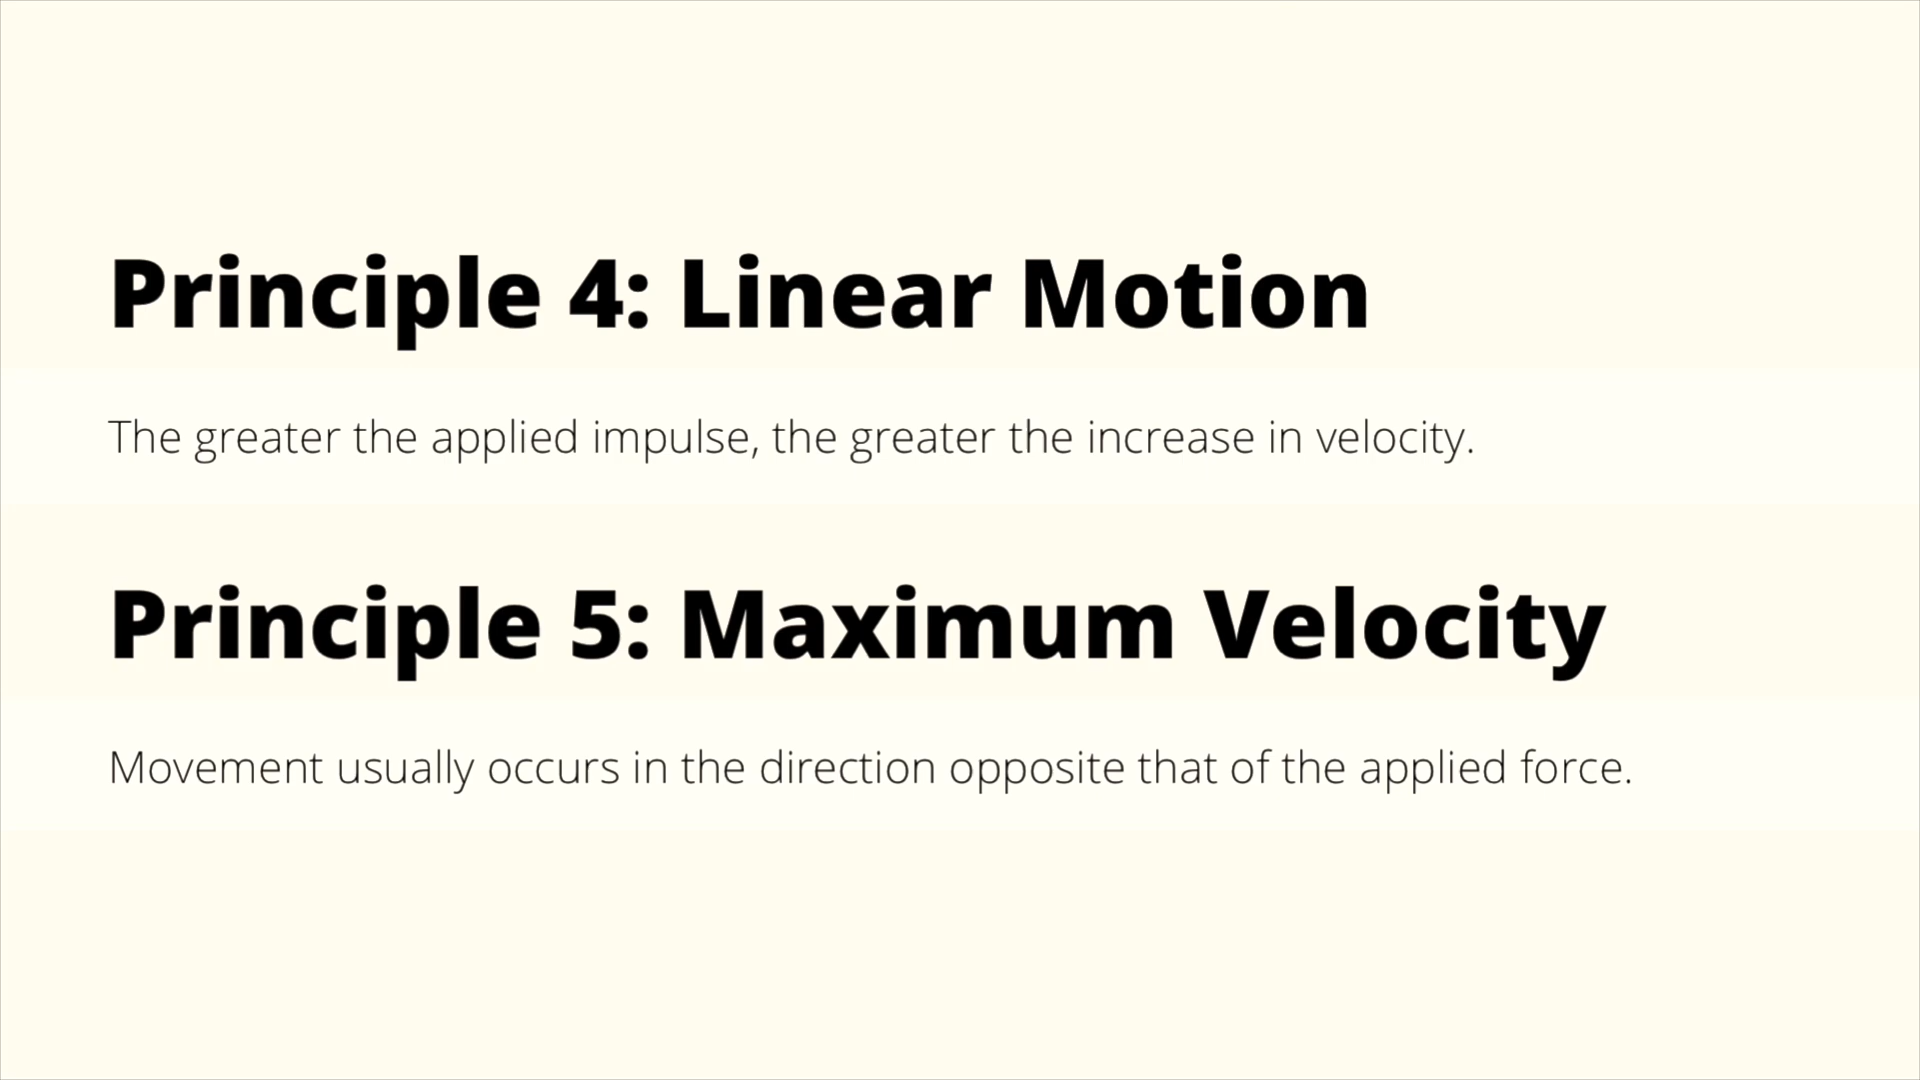 Principle 4: Linear Motion
The greater the applied impulse, the greater the increase in velocity.
Principle 5: Maximum Velocity
Movement usually occurs in the direction opposite that of the applied force.